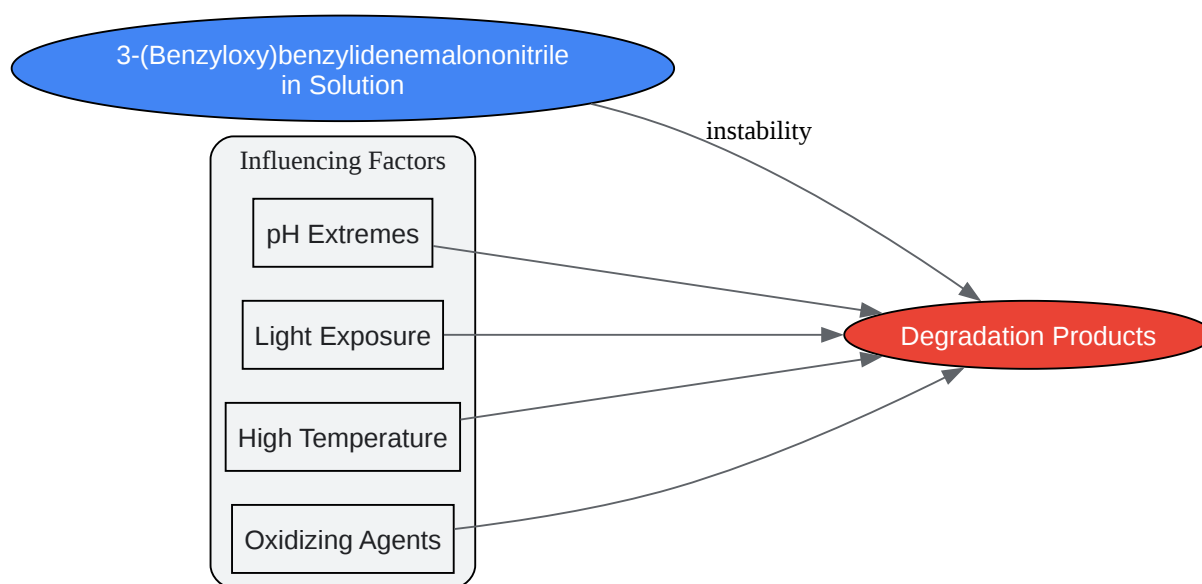 3-(Benzyloxy)benzylidenemalononitrile
in Solution
instability
Influencing Factors
pH Extremes
Light Exposure
High Temperature
Oxidizing Agents
Degradation Products